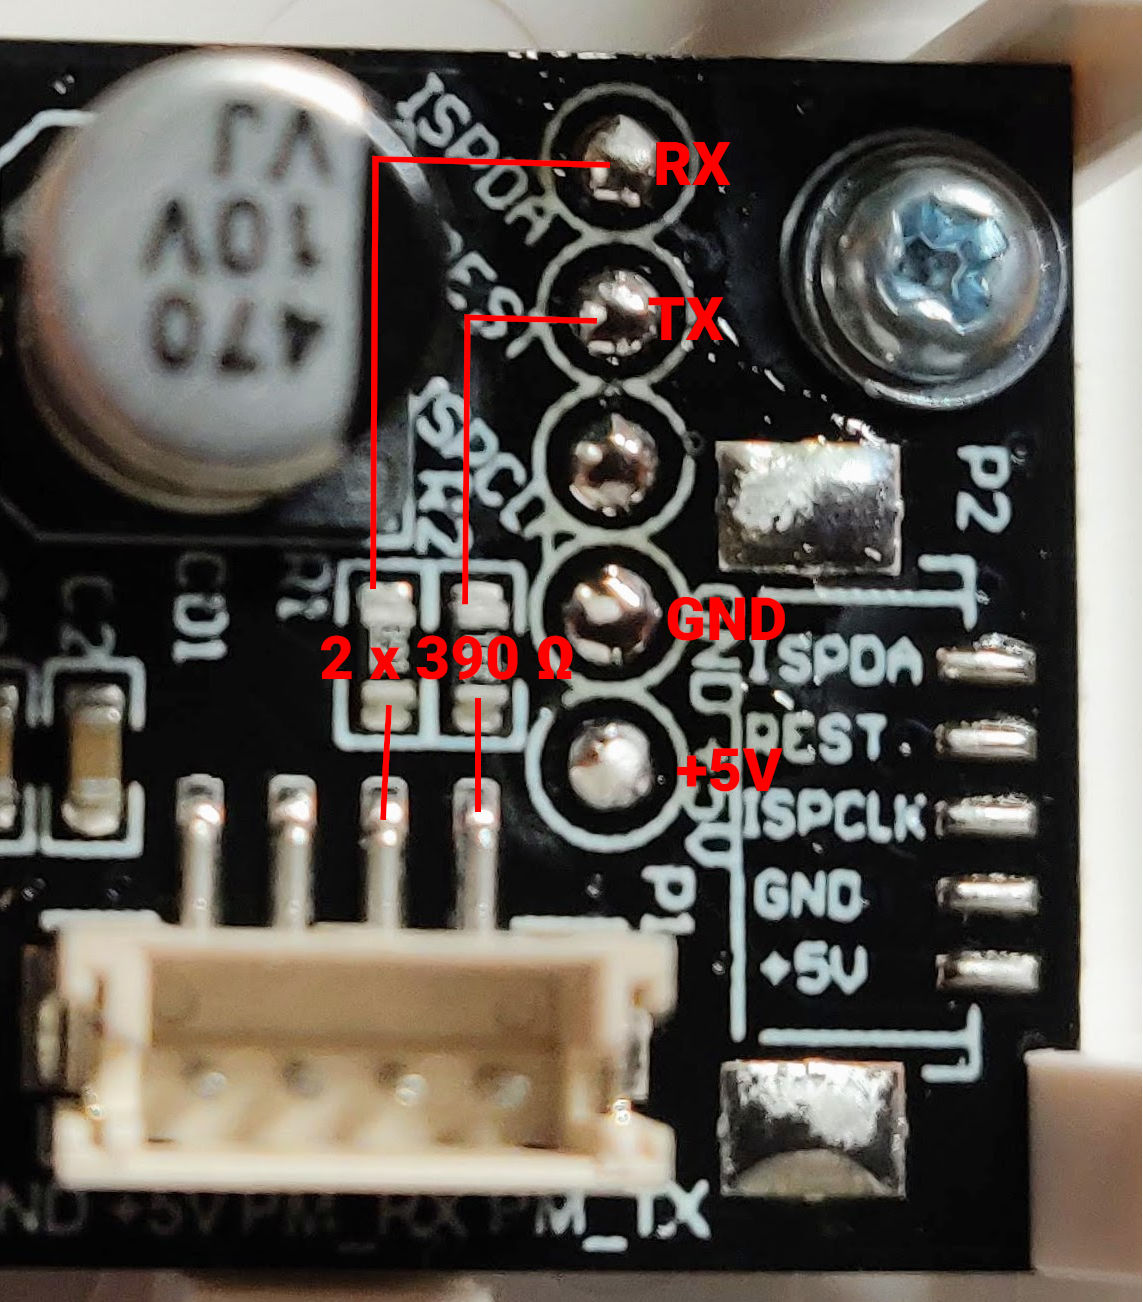 VJ
10V
470
ISPDA
RX
TX
ISPCLK
R2
P2
R1
CD1
C2
GND
GND
ISPDA
2 x 390 Ω
REST
+5V
ISPCLK
P1
GND
+5V
+5V PM_RX PM_TX